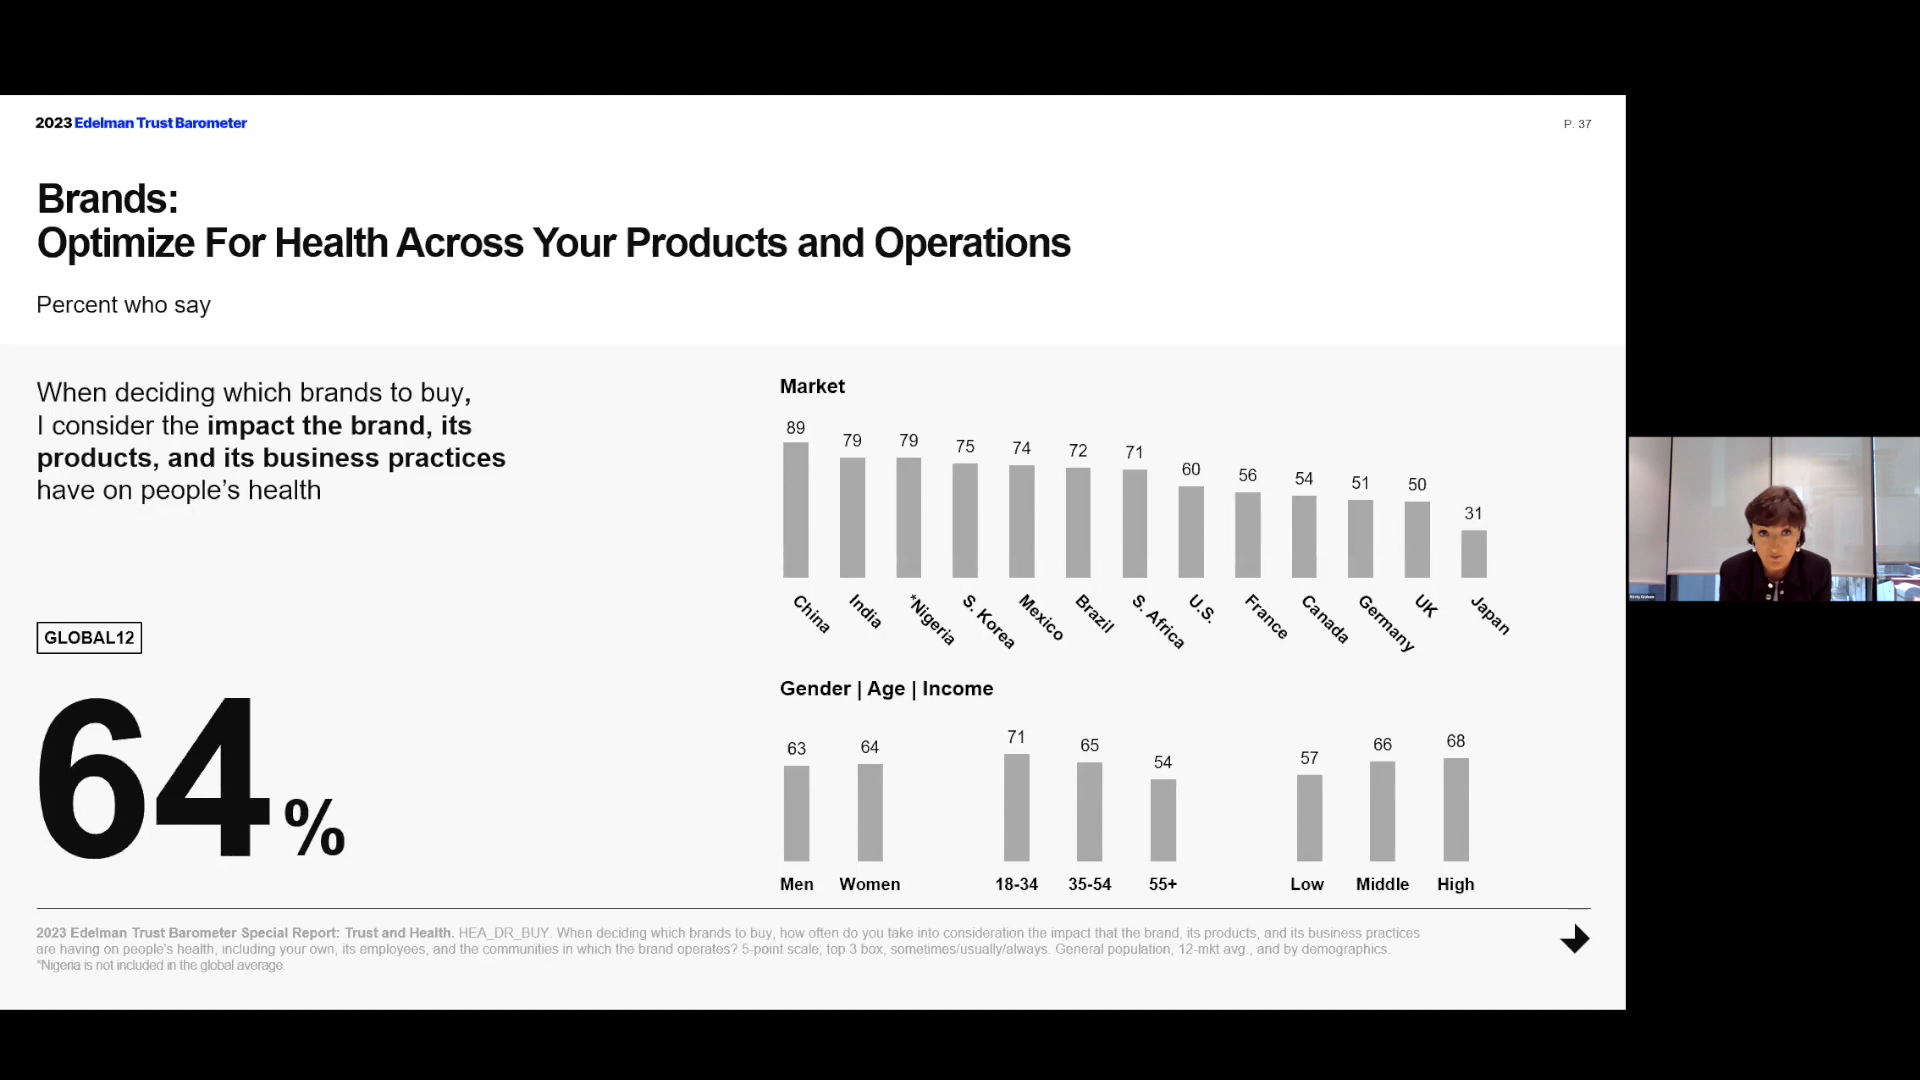 2023 Edelman Trust Barometer
P. 37
Brands:
Optimize For Health Across Your Products and Operations
Percent who say
When deciding which brands to buy,
I consider the impact the brand, its
products, and its business practices
have on people’s health
GLOBAL12
64%
Market
89 79 79 75 74 72 71 60 56 54 51 50 31
China India *Nigeria S. Korea Mexico Brazil S. Africa U.S. France Canada Germany UK Japan
Gender | Age | Income
63 64 71 65 54 57 66 68
Men Women 18-34 35-54 55+ Low Middle High
2023 Edelman Trust Barometer Special Report: Trust and Health. HEA_DR_BUY. When deciding which brands to buy, how often do you take into consideration the impact that the brand, its products, and its business practices
are having on people's health, including your own, its employees, and the communities in which the brand operates? 5-point scale; top 3 box, sometimes/usually/always. General population, 12-mkt avg., and by demographics.
*Nigeria is not included in the global average.